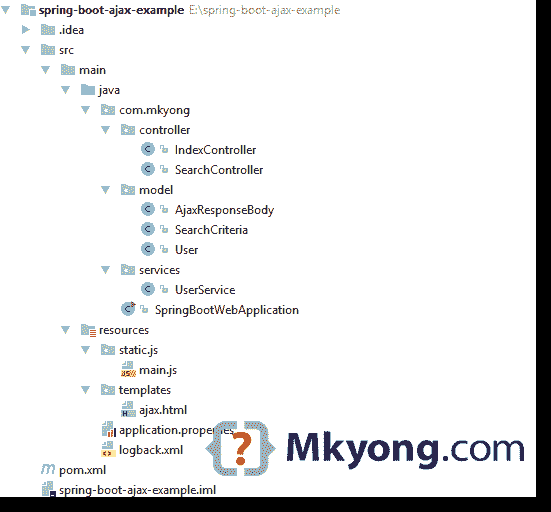 spring-boot-ajax-example E:\spring-boot-ajax-example
.idea
src
main
java
com.mkyong
controller
IndexController
SearchController
model
AjaxResponseBody
SearchCriteria
User
services
UserService
SpringBootWebApplication
resources
static.js
main.js
templates
ajax.html
application.properties
logback.xml
Mkyong.com
pom.xml
spring-boot-ajax-example.iml